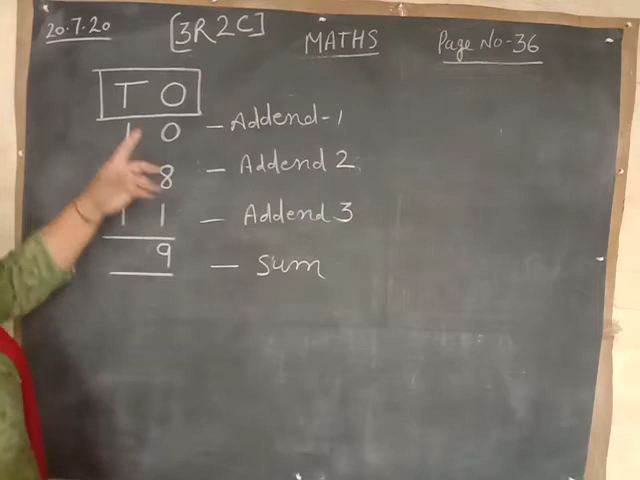 20.7.20 [3R2C] MATHS Page No-36
T O
1 0 - Addend-1
8 - Addend 2
1 1 - Addend 3
9 - Sum